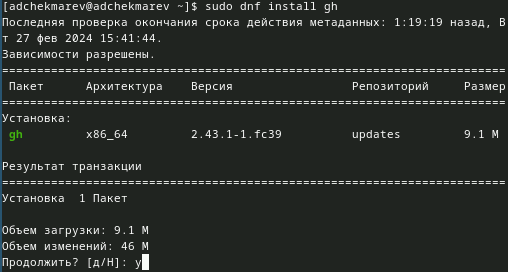 [adchekmarev@adchekmarev ~]$ sudo dnf install gh
Последняя проверка окончания срока действия метаданных: 1:19:19 назад, В
т 27 фев 2024 15:41:44.
Зависимости разрешены.
================================================================================
Пакет Архитектура Версия Репозиторий Размер
================================================================================
Установка:
gh x86_64 2.43.1-1.fc39 updates 9.1 M
Результат транзакции
================================================================================
Установка 1 Пакет
Объем загрузки: 9.1 M
Объем изменений: 46 M
Продолжить? [д/Н]: y